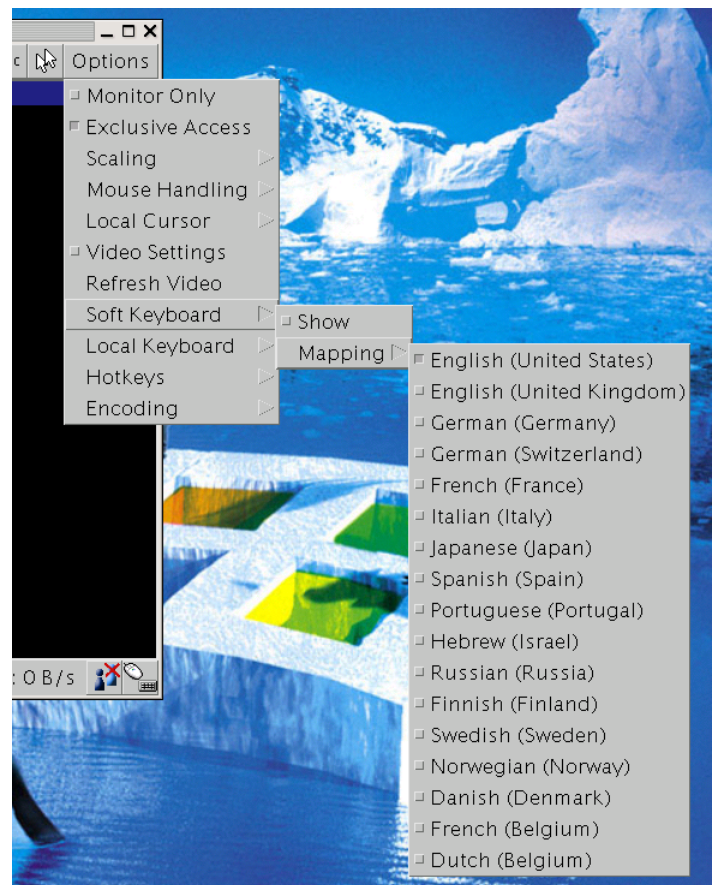 c Options
Monitor Only
Exclusive Access
Scaling
Mouse Handling
Local Cursor
Video Settings
Refresh Video
Soft Keyboard
Local Keyboard
Hotkeys
Encoding
Show
Mapping
English (United States)
English (United Kingdom)
German (Germany)
German (Switzerland)
French (France)
Italian (Italy)
Japanese (Japan)
Spanish (Spain)
Portuguese (Portugal)
Hebrew (Israel)
Russian (Russia)
Finnish (Finland)
Swedish (Sweden)
Norwegian (Norway)
Danish (Denmark)
French (Belgium)
Dutch (Belgium)
: 0 B/s